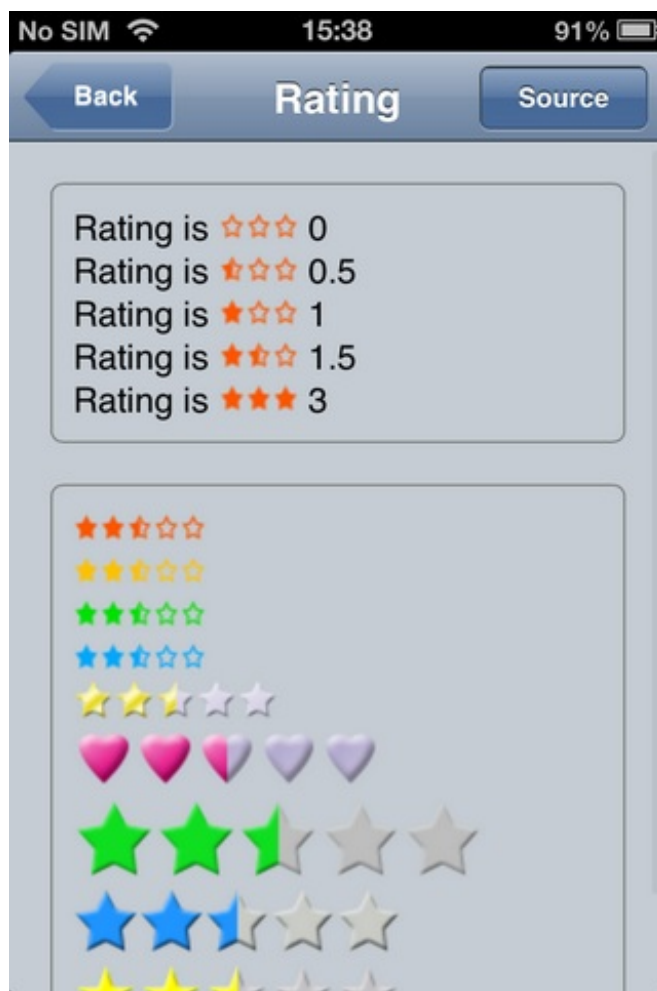 No SIM 15:38 91%
Back Rating Source
Rating is 0
Rating is 0.5
Rating is 1
Rating is 1.5
Rating is 3